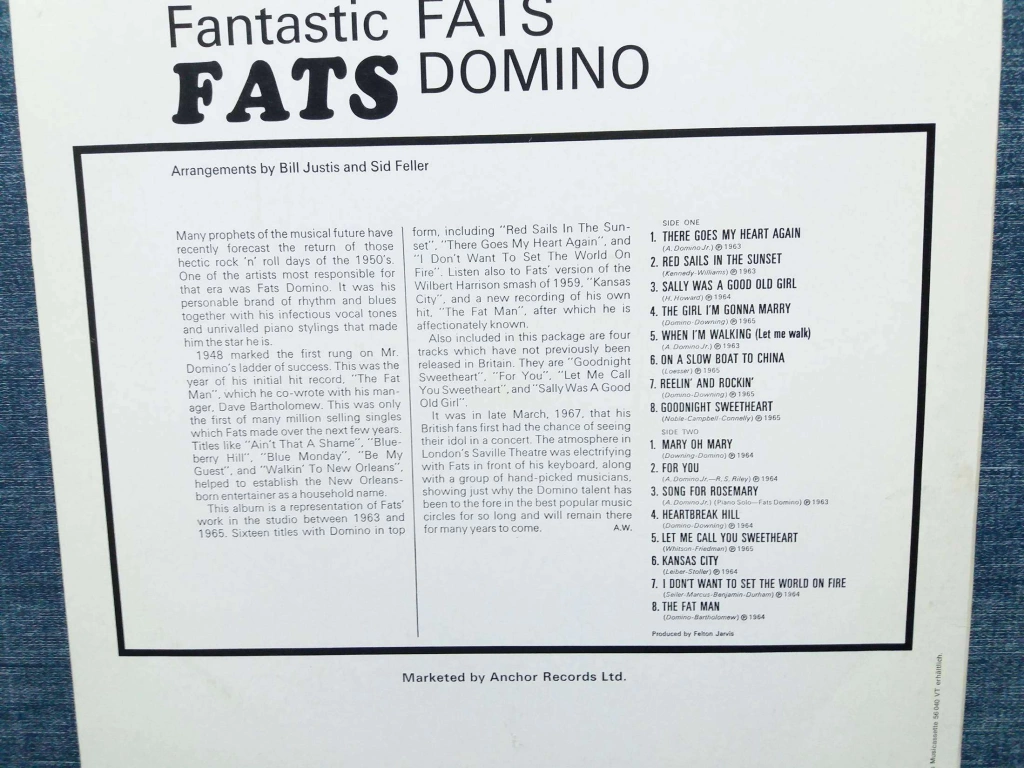 Fantastic FATS
FATS DOMINO
Arrangements by Bill Justis and Sid Feller
Many prophets of the musical future have
recently forecast the return of those
hectic rock 'n' roll days of the 1950's.
One of the artists most responsible for
that era was Fats Domino. It was his
personable brand of rhythm and blues
together with his infectious vocal tones
and unrivalled piano stylings that made
him the star he is.
1948 marked the first rung on Mr.
Domino's ladder of success. This was the
year of his initial hit record, "The Fat
Man", which he co-wrote with his man-
ager, Dave Bartholomew. This was only
the first of many million selling singles
which Fats made over the next few years.
Titles like "Ain't That A Shame", "Blue-
berry Hill", "Blue Monday", "Be My
Guest", and "Walkin' To New Orleans",
helped to establish the New Orleans-
born entertainer as a household name.
This album is a representation of Fats'
work in the studio between 1963 and
1965. Sixteen titles with Domino in top
form, including "Red Sails In The Sun-
set", "There Goes My Heart Again", and
"I Don't Want To Set The World On
Fire". Listen also to Fats' version of the
Wilbert Harrison smash of 1959, "Kansas
City", and a new recording of his own
hit, "The Fat Man", after which he is
affectionately known.
Also included in this package are four
tracks which have not previously been
released in Britain. They are "Goodnight
Sweetheart", "For You", "Let Me Call
You Sweetheart", and "Sally Was A Good
Old Girl".
It was in late March, 1967, that his
British fans first had the chance of seeing
their idol in a concert. The atmosphere in
London's Saville Theatre was electrifying
with Fats in front of his keyboard, along
with a group of hand-picked musicians,
showing just why the Domino talent has
been to the fore in the best popular music
circles for so long and will remain there
for many years to come. A.W.
SIDE ONE
1. THERE GOES MY HEART AGAIN
(A. Domino Jr.) ℗ 1963
2. RED SAILS IN THE SUNSET
(Kennedy-Williams) ℗ 1963
3. SALLY WAS A GOOD OLD GIRL
(H. Howard) ℗ 1964
4. THE GIRL I'M GONNA MARRY
(Domino-Downing) ℗ 1965
5. WHEN I'M WALKING (Let me walk)
(A. Domino Jr.) ℗ 1963
6. ON A SLOW BOAT TO CHINA
(Loesser) ℗ 1965
7. REELIN' AND ROCKIN'
(Domino-Downing) ℗ 1965
8. GOODNIGHT SWEETHEART
(Noble-Campbell-Connelly) ℗ 1965
SIDE TWO
1. MARY OH MARY
(Downing-Domino) ℗ 1964
2. FOR YOU
(A. Domino Jr.—R. S. Riley) ℗ 1964
3. SONG FOR ROSEMARY
(A. Domino Jr.) (Piano Solo—Fats Domino) ℗ 1963
4. HEARTBREAK HILL
(Domino-Downing) ℗ 1964
5. LET ME CALL YOU SWEETHEART
(Whitson-Friedman) ℗ 1965
6. KANSAS CITY
(Leiber-Stoller) ℗ 1964
7. I DON'T WANT TO SET THE WORLD ON FIRE
(Seiler-Marcus-Benjamin-Durham) ℗ 1964
8. THE FAT MAN
(Domino-Bartholomew) ℗ 1964
Produced by Felton Jarvis
Marketed by Anchor Records Ltd.
Musicassette 56 040 VT erhältlich.